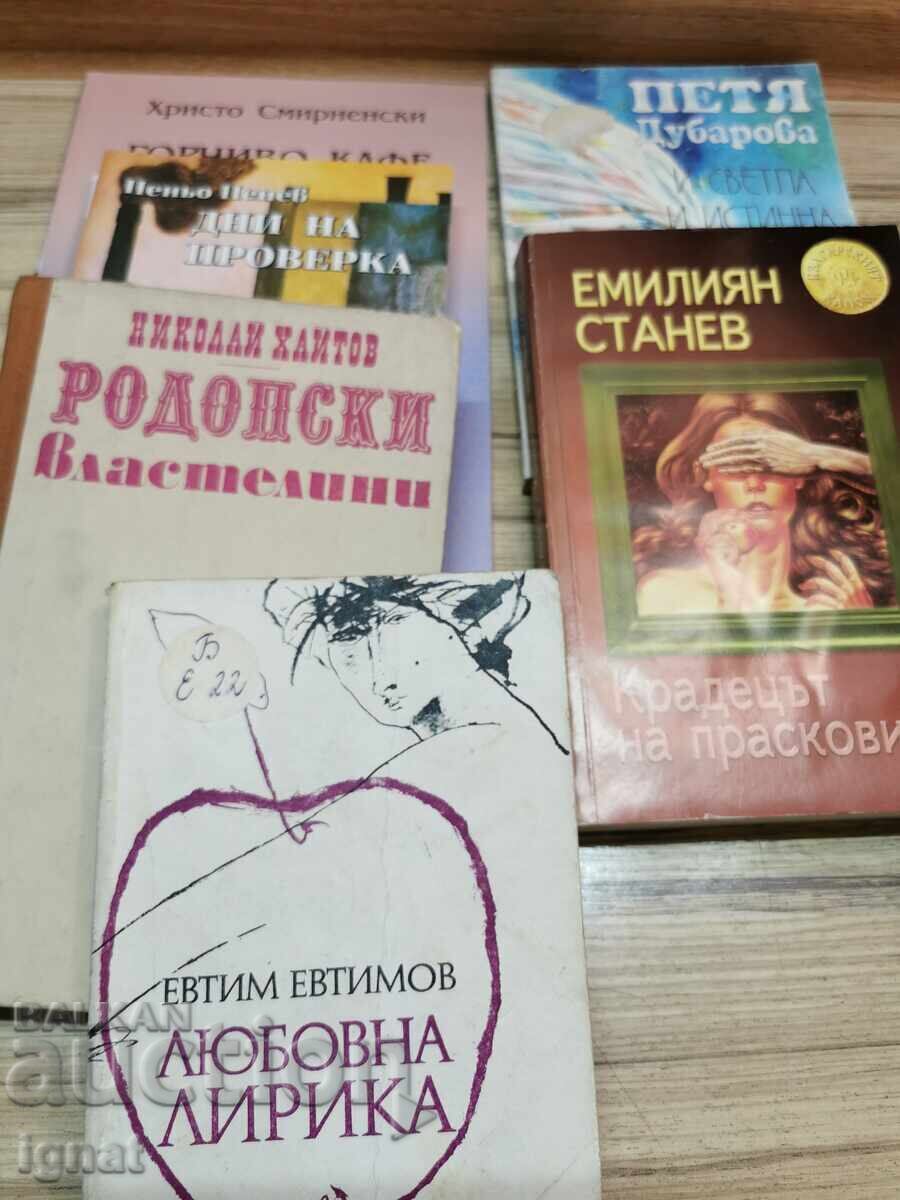 Христо Смирненски
ГОРЧИВО КАФЕ
Пеньо Пенев
ДНИ НА
ПРОВЕРКА
ПЕТЯ
Дубарова
И СВЕТЛА
И ИСТИННА
НИКОЛАЙ ХАЙТОВ
РОДОПСКИ
властелини
ЕМИЛИЯН
СТАНЕВ
Крадецът
на праскови
Б
Е 22
ЕВТИМ ЕВТИМОВ
ЛЮБОВНА
ЛИРИКА
BALKAN
auction
ignat